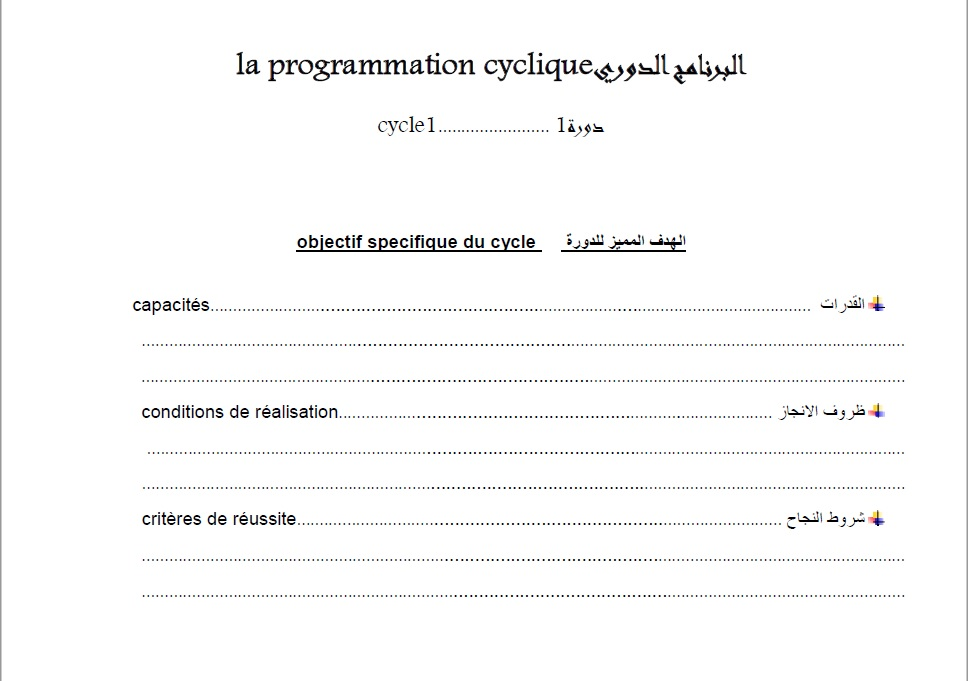 la programmation cycliqueالبرنامج الدوري
cycle1........................ دورة1
objectif specifique du cycle الهدف المميز للدورة
capacités.................................................................................................................................... القدرات
........................................................................................................................................................................
........................................................................................................................................................................
conditions de réalisation............................................................................................... ظروف الانجاز
........................................................................................................................................................................
........................................................................................................................................................................
critères de réussite.......................................................................................................... شروط النجاح
........................................................................................................................................................................
........................................................................................................................................................................